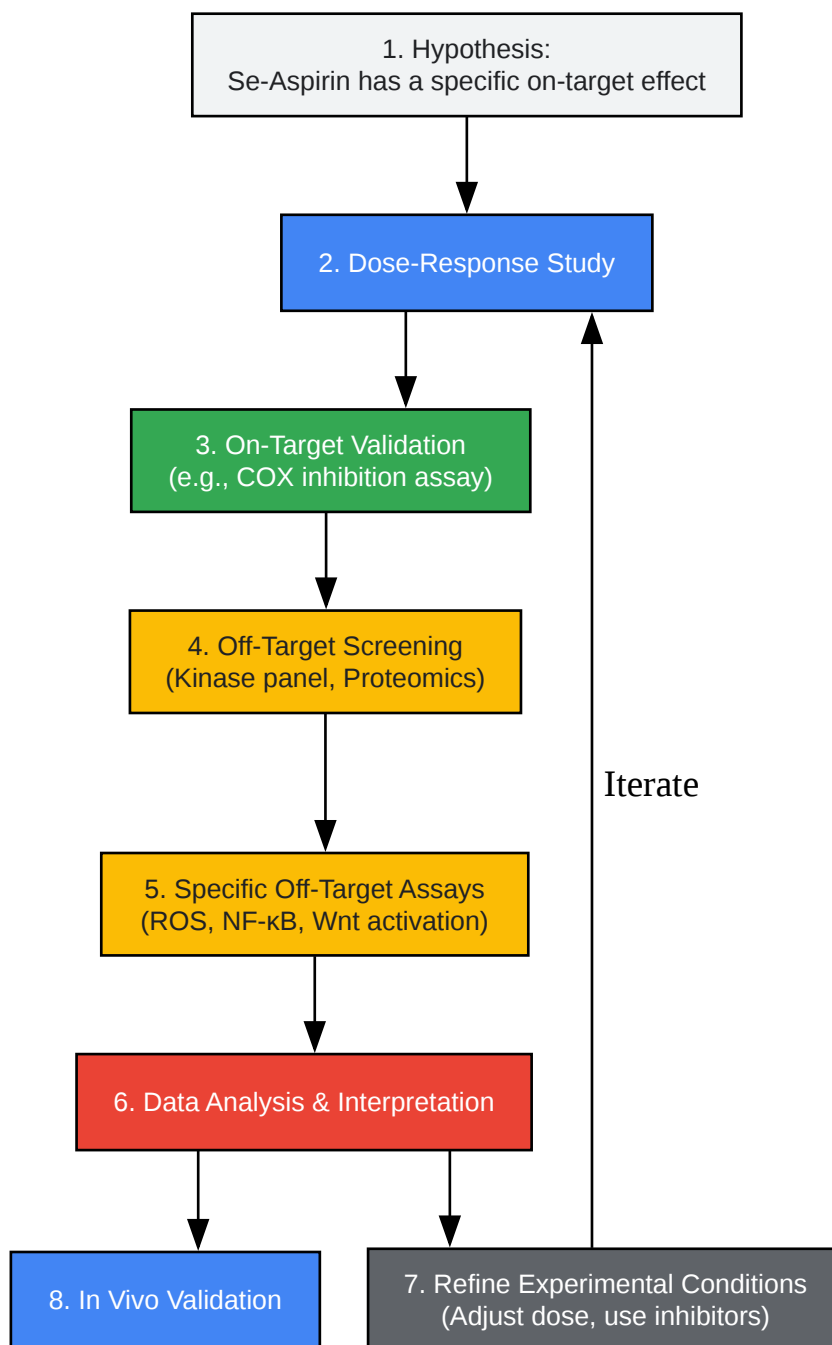 1. Hypothesis:
Se-Aspirin has a specific on-target effect
2. Dose-Response Study
3. On-Target Validation
(e.g., COX inhibition assay)
4. Off-Target Screening
(Kinase panel, Proteomics)
Iterate
5. Specific Off-Target Assays
(ROS, NF-κB, Wnt activation)
6. Data Analysis & Interpretation
8. In Vivo Validation
7. Refine Experimental Conditions
(Adjust dose, use inhibitors)